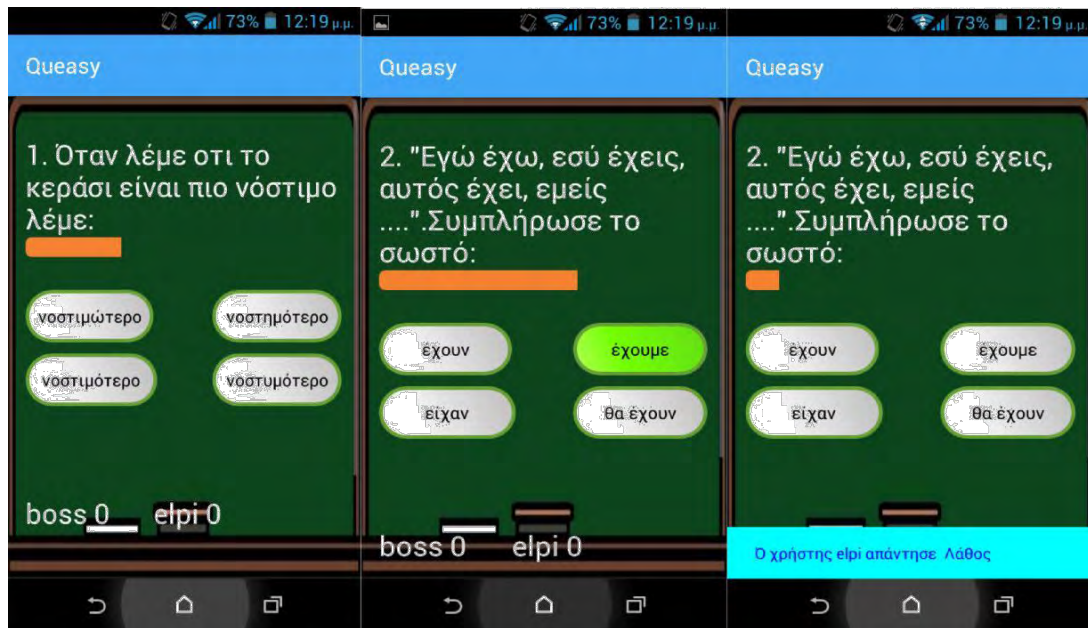 73% 12:19 μ.μ.
Queasy
1. Όταν λέμε οτι το
κεράσι είναι πιο νόστιμο
λέμε:
νοστιμώτερο
νοστημότερο
νοστιμότερο
νοστυμότερο
boss 0 elpi 0
73% 12:19 μ.μ.
Queasy
2. "Εγώ έχω, εσύ έχεις,
αυτός έχει, εμείς
....".Συμπλήρωσε το
σωστό:
έχουν
έχουμε
είχαν
θα έχουν
boss 0 elpi 0
73% 12:19 μ.μ.
Queasy
2. "Εγώ έχω, εσύ έχεις,
αυτός έχει, εμείς
....".Συμπλήρωσε το
σωστό:
έχουν
έχουμε
είχαν
θα έχουν
Ο χρήστης elpi απάντησε Λάθος